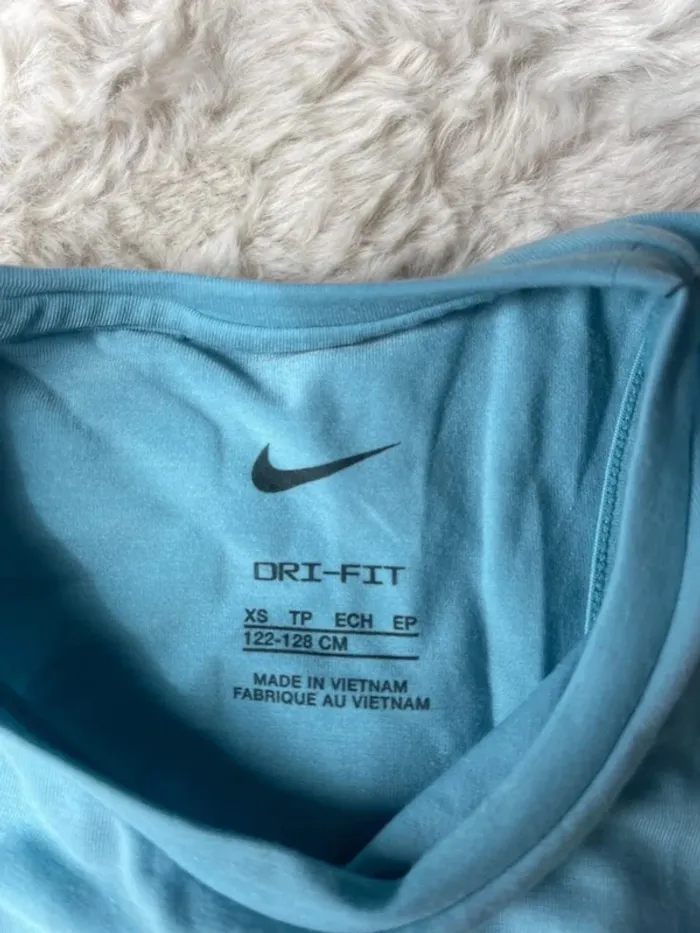 DRI-FIT
XS TP ECH EP
122-128 CM
MADE IN VIETNAM
FABRIQUE AU VIETNAM